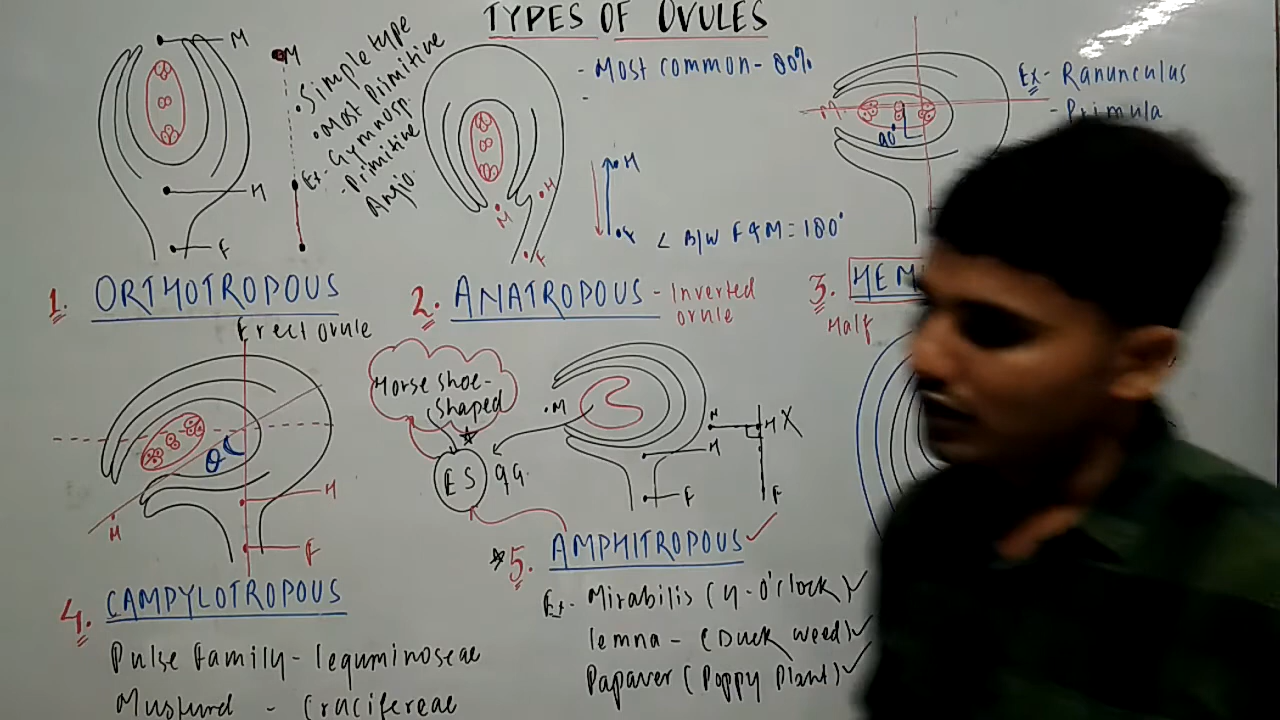 TYPES OF OVULES
M
H
F
M
• Simple type
• Most Primitive
Ex- Gymnosp.
- Primitive
Angio.
1. ORTHOTROPOUS
Erect ovule
- Most common - 80%
-
M
H
F
H
∠ B/W F & M = 180°
2. ANATROPOUS - Inverted
ovule
M
90°
Ex- Ranunculus
- Primula
3. HEM
Half
θ
M
H
F
4. CAMPYLOTROPOUS
Pulse family - leguminoseae
Musturd - Crucifereae
Horse shoe-
shaped
ES
M
H
F
M
H X
F
*5. AMPHITROPOUS ✓
Ex- Mirabilis (4-O'clock) ✓
lemna - (Duck weed) ✓
Papaver (Poppy Plant) ✓